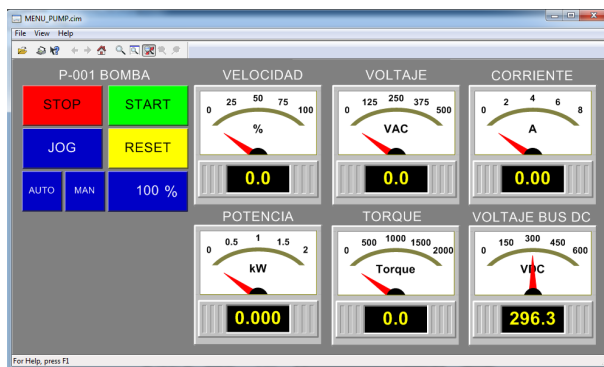 MENU_PUMP.cim
File View Help
P-001 BOMBA
STOP START
JOG RESET
AUTO MAN 100 %
VELOCIDAD
0 25 50 75 100
%
0.0
VOLTAJE
0 125 250 375 500
VAC
0.0
CORRIENTE
0 2 4 6 8
A
0.00
POTENCIA
0 0.5 1 1.5 2
kW
0.000
TORQUE
0 500 1000 1500 2000
Torque
0.0
VOLTAJE BUS DC
0 150 300 450 600
VDC
296.3
For Help, press F1